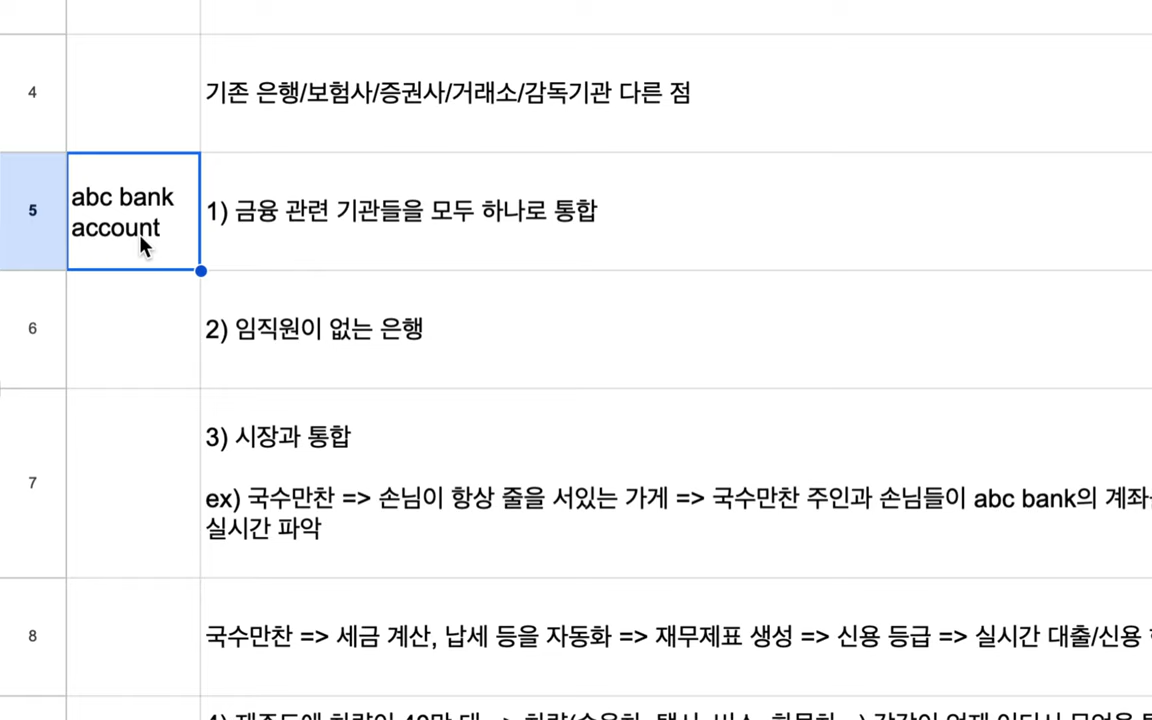 4
기존 은행/보험사/증권사/거래소/감독기관 다른 점
5
abc bank
account
1) 금융 관련 기관들을 모두 하나로 통합
6
2) 임직원이 없는 은행
7
3) 시장과 통합
ex) 국수만찬 => 손님이 항상 줄을 서있는 가게 => 국수만찬 주인과 손님들이 abc bank의
실시간 파악
8
국수만찬 => 세금 계산, 납세 등을 자동화 => 재무제표 생성 => 신용 등급 => 실시간 대출/신용